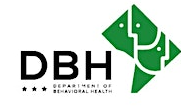 DBH
DEPARTMENT OF
BEHAVIORAL HEALTH